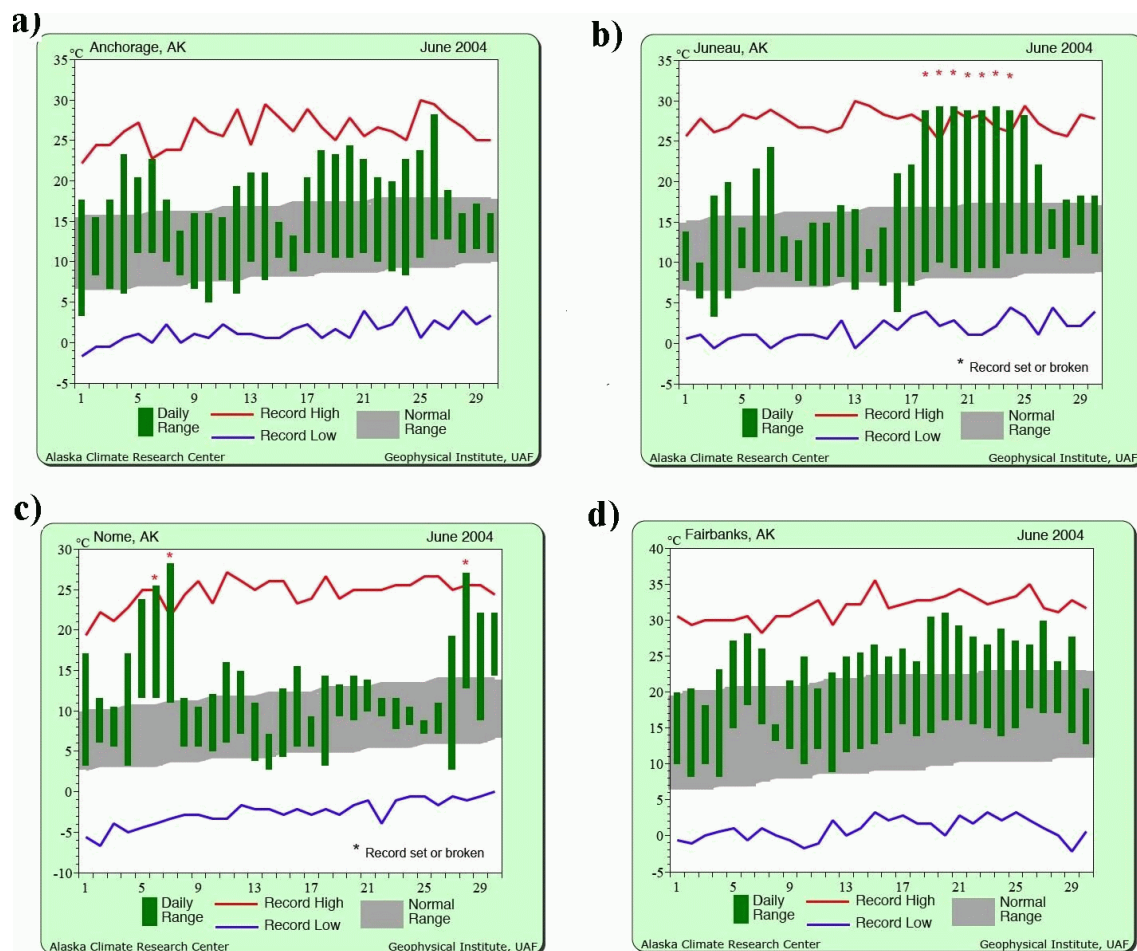 a)
°C Anchorage, AK June 2004
35
30
25
20
15
10
5
0
-5
1 5 9 13 17 21 25 29
Daily Range Record High Normal Range
Record Low
Alaska Climate Research Center Geophysical Institute, UAF
b)
°C Juneau, AK June 2004
35
* * * * * * *
30
25
20
15
10
5
0
* Record set or broken
-5
1 5 9 13 17 21 25 29
Daily Range Record High Normal Range
Record Low
Alaska Climate Research Center Geophysical Institute, UAF
c)
°C Nome, AK June 2004
30
* * *
25
20
15
10
5
0
-5
* Record set or broken
-10
1 5 9 13 17 21 25 29
Daily Range Record High Normal Range
Record Low
Alaska Climate Research Center Geophysical Institute, UAF
d)
°C Fairbanks, AK June 2004
40
35
30
25
20
15
10
5
0
-5
1 5 9 13 17 21 25 29
Daily Range Record High Normal Range
Record Low
Alaska Climate Research Center Geophysical Institute, UAF